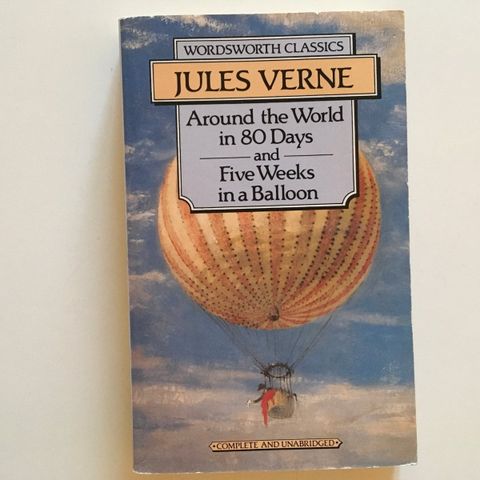 WORDSWORTH CLASSICS
JULES VERNE
Around the World
in 80 Days
and
Five Weeks
in a Balloon
•COMPLETE AND UNABRIDGED•